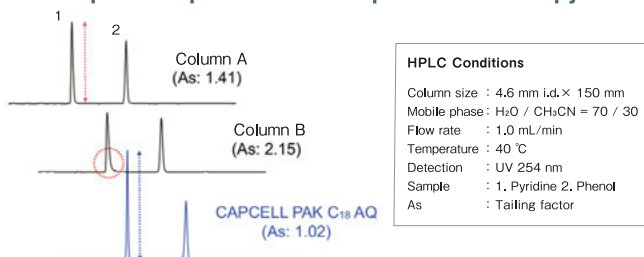 1
2
Column A
(As: 1.41)
Column B
(As: 2.15)
CAPCELL PAK C₁₈ AQ
(As: 1.02)
HPLC Conditions
Column size : 4.6 mm i.d. × 150 mm
Mobile phase : H₂O / CH₃CN = 70 / 30
Flow rate : 1.0 mL/min
Temperature : 40 ℃
Detection : UV 254 nm
Sample : 1. Pyridine 2. Phenol
As : Tailing factor